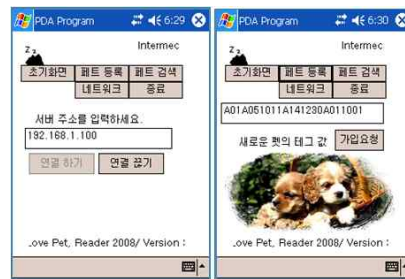 PDA Program 6:29
Intermec
z z
초기화면 페트 등록 페트 검색
네트워크 종료
서버 주소를 입력하세요.
192.168.1.100
연결 하기 연결 끊기
.ove Pet, Reader 2008/ Version :
PDA Program 6:30
Intermec
z z
초기화면 페트 등록 페트 검색
네트워크 종료
A01A051011A141230A011001
새로운 펫의 테그 값 가입요청
.ove Pet, Reader 2008/ Version :